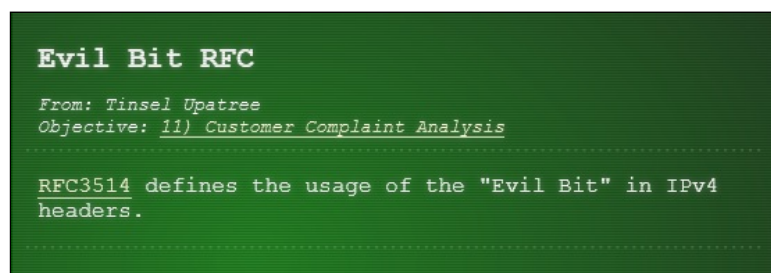 Evil Bit RFC
From: Tinsel Upatree
Objective: 11) Customer Complaint Analysis
RFC3514 defines the usage of the "Evil Bit" in IPv4
headers.